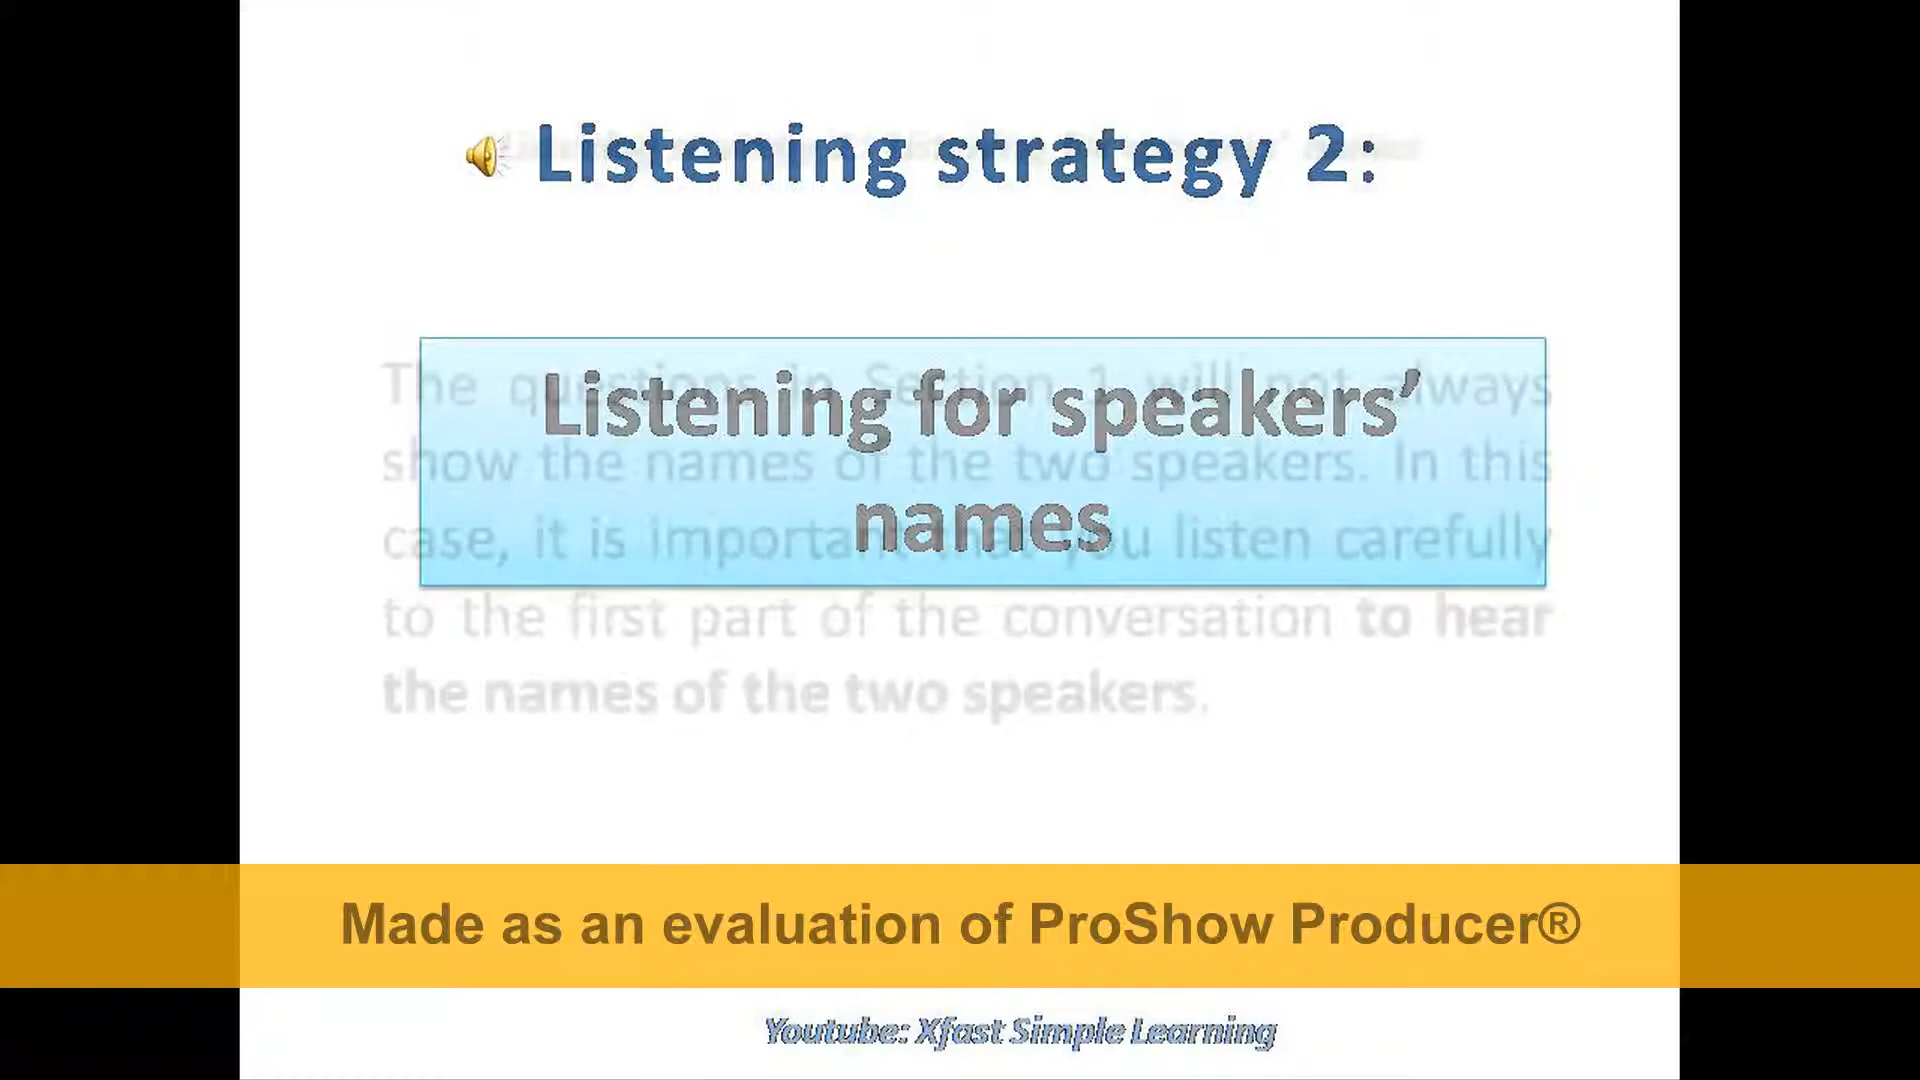 Listening strategy 2:
Listening for speakers’
names
The questions in Section 1 will not always
show the names of the two speakers. In this
case, it is important that you listen carefully
to the first part of the conversation to hear
the names of the two speakers.
Made as an evaluation of ProShow Producer®
Youtube: Xfast Simple Learning